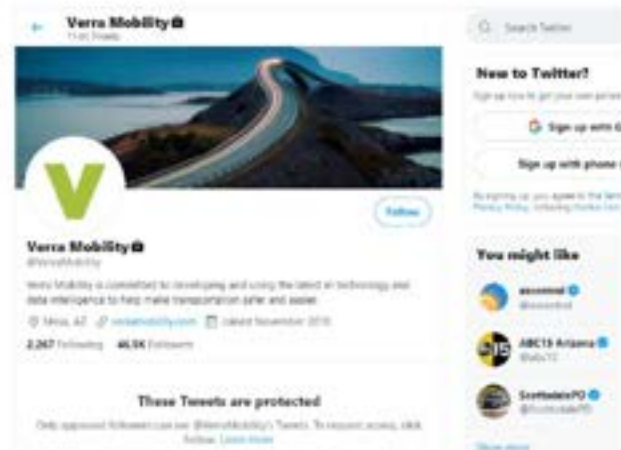 Verra Mobility
Search Twitter
New to Twitter?
Sign up with G
Sign up with phone
V
Follow
Verra Mobility
@VerraMobility
Verra Mobility is committed to developing and using the latest in technology and
data intelligence to help make transportation safer and easier.
Mesa, AZ verramobility.com Joined November 2016
2,267 Following 46.5K Followers
You might like
ABC15 Arizona
@abc15
ScottsdalePD
@ScottsdalePD
Show more
These Tweets are protected
Only approved followers can see @VerraMobility's Tweets. To request access, click
Follow. Learn more